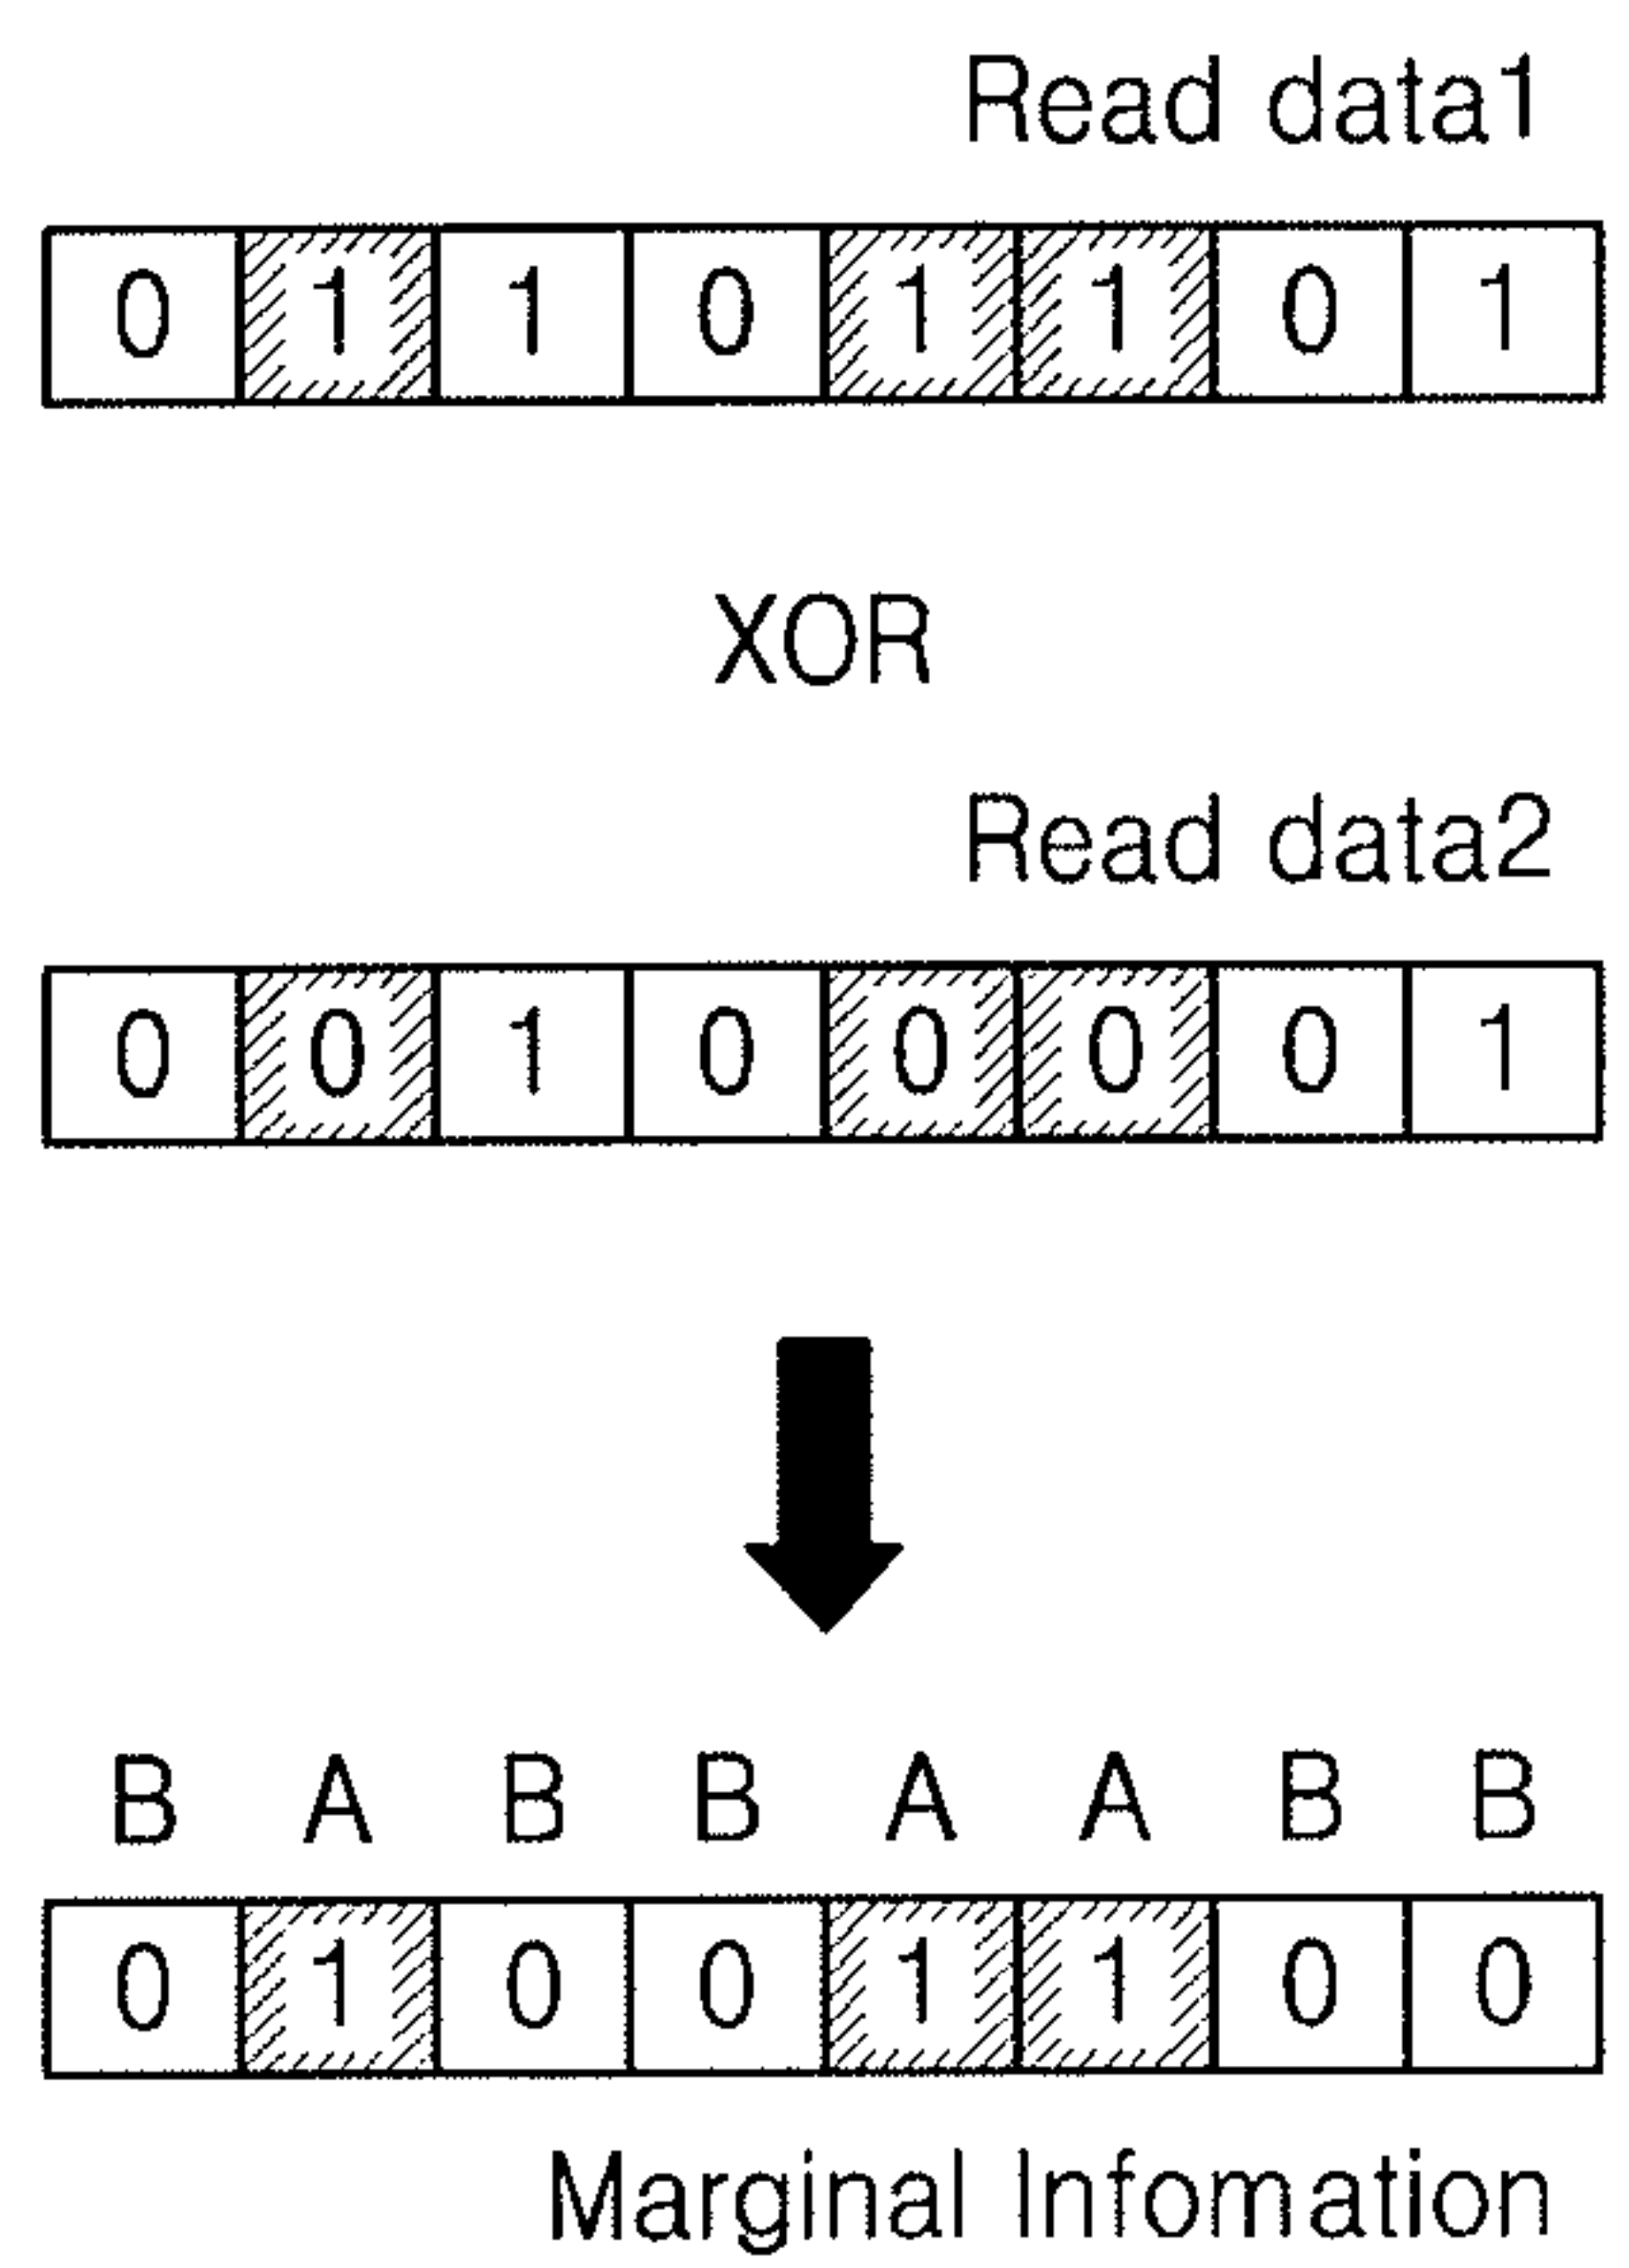 Read data1
0 1 1 0 1 1 0 1
XOR
Read data2
0 0 1 0 0 0 0 1
B A B B A A B B
0 1 0 0 1 1 0 0
Marginal Infomation